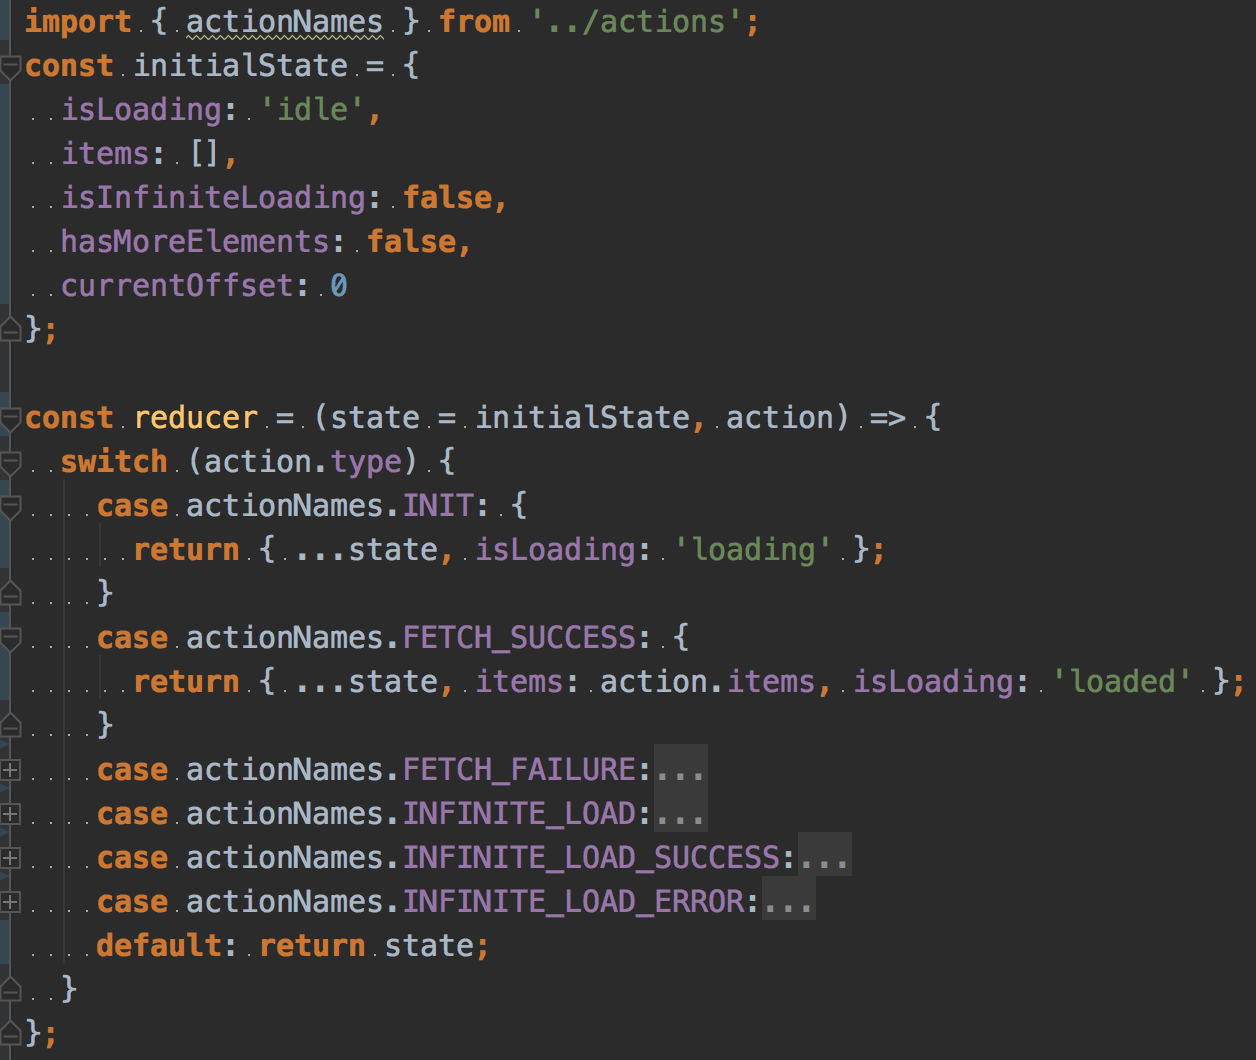 import { actionNames } from '../actions';
const initialState = {
  isLoading: 'idle',
  items: [],
  isInfiniteLoading: false,
  hasMoreElements: false,
  currentOffset: 0
};

const reducer = (state = initialState, action) => {
  switch (action.type) {
    case actionNames.INIT: {
      return { ...state, isLoading: 'loading' };
    }
    case actionNames.FETCH_SUCCESS: {
      return { ...state, items: action.items, isLoading: 'loaded' };
    }
    case actionNames.FETCH_FAILURE:...
    case actionNames.INFINITE_LOAD:...
    case actionNames.INFINITE_LOAD_SUCCESS:...
    case actionNames.INFINITE_LOAD_ERROR:...
    default: return state;
  }
};